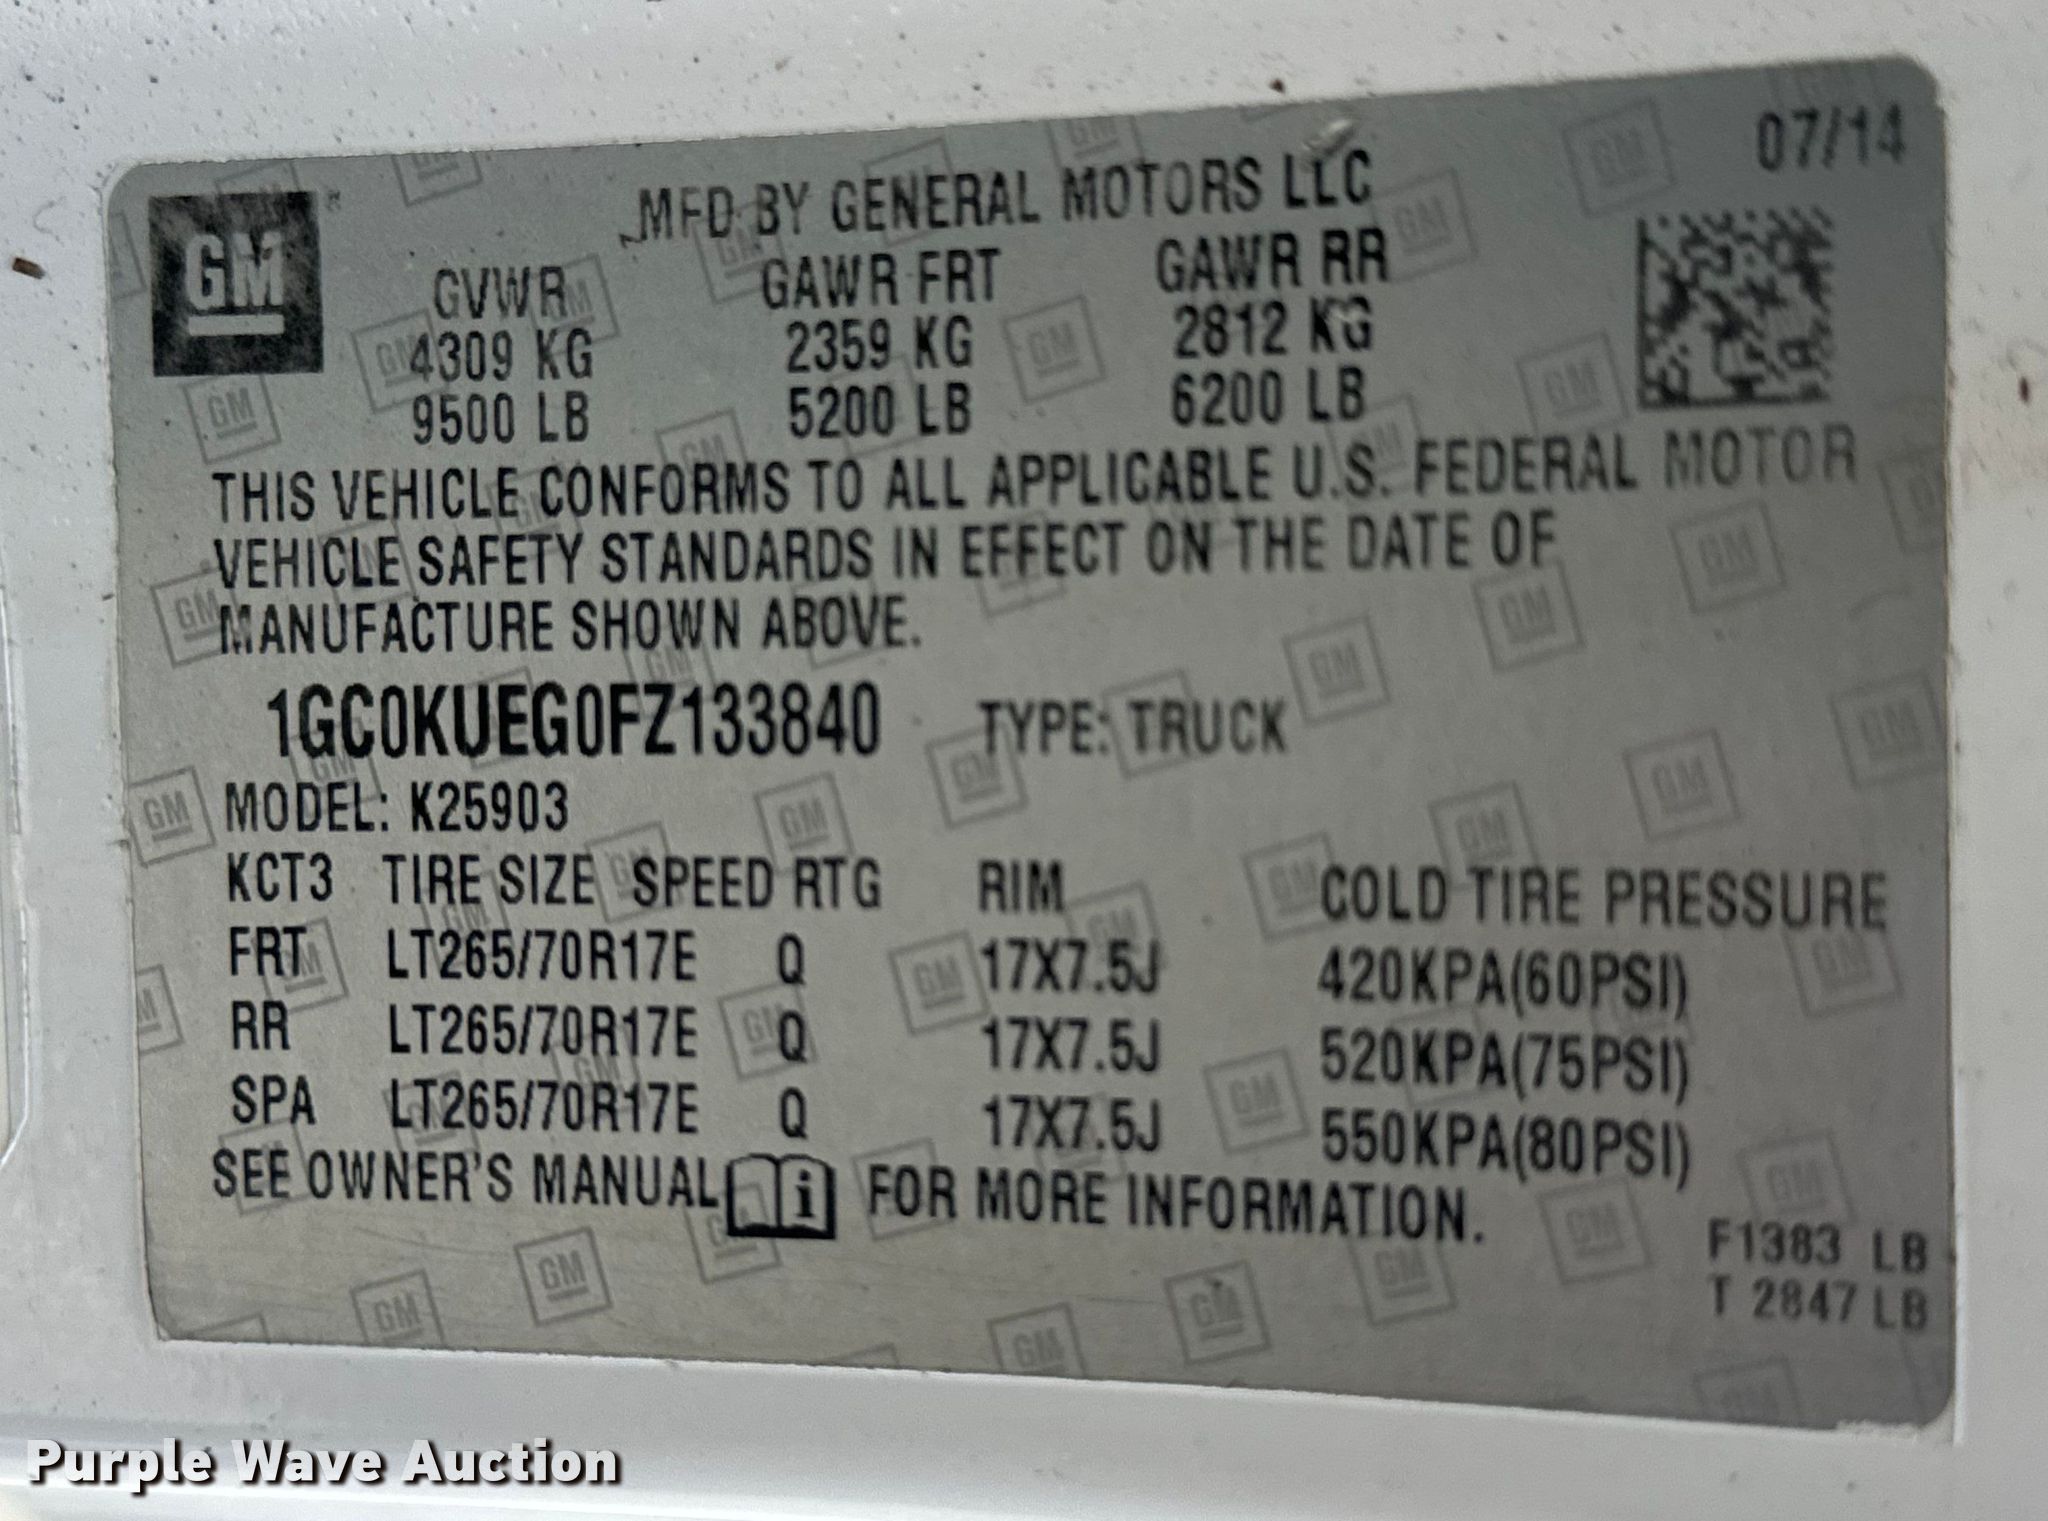 07/14
GM
MFD BY GENERAL MOTORS LLC
GVWR GAWR FRT GAWR RR
4309 KG 2359 KG 2812 KG
9500 LB 5200 LB 6200 LB
THIS VEHICLE CONFORMS TO ALL APPLICABLE U.S. FEDERAL MOTOR
VEHICLE SAFETY STANDARDS IN EFFECT ON THE DATE OF
MANUFACTURE SHOWN ABOVE.
1GC0KUEG0FZ133840 TYPE: TRUCK
MODEL: K25903
KCT3 TIRE SIZE SPEED RTG RIM COLD TIRE PRESSURE
FRT LT265/70R17E Q 17X7.5J 420KPA(60PSI)
RR LT265/70R17E Q 17X7.5J 520KPA(75PSI)
SPA LT265/70R17E Q 17X7.5J 550KPA(80PSI)
SEE OWNER'S MANUAL i FOR MORE INFORMATION.
F1383 LB
T 2847 LB
Purple Wave Auction